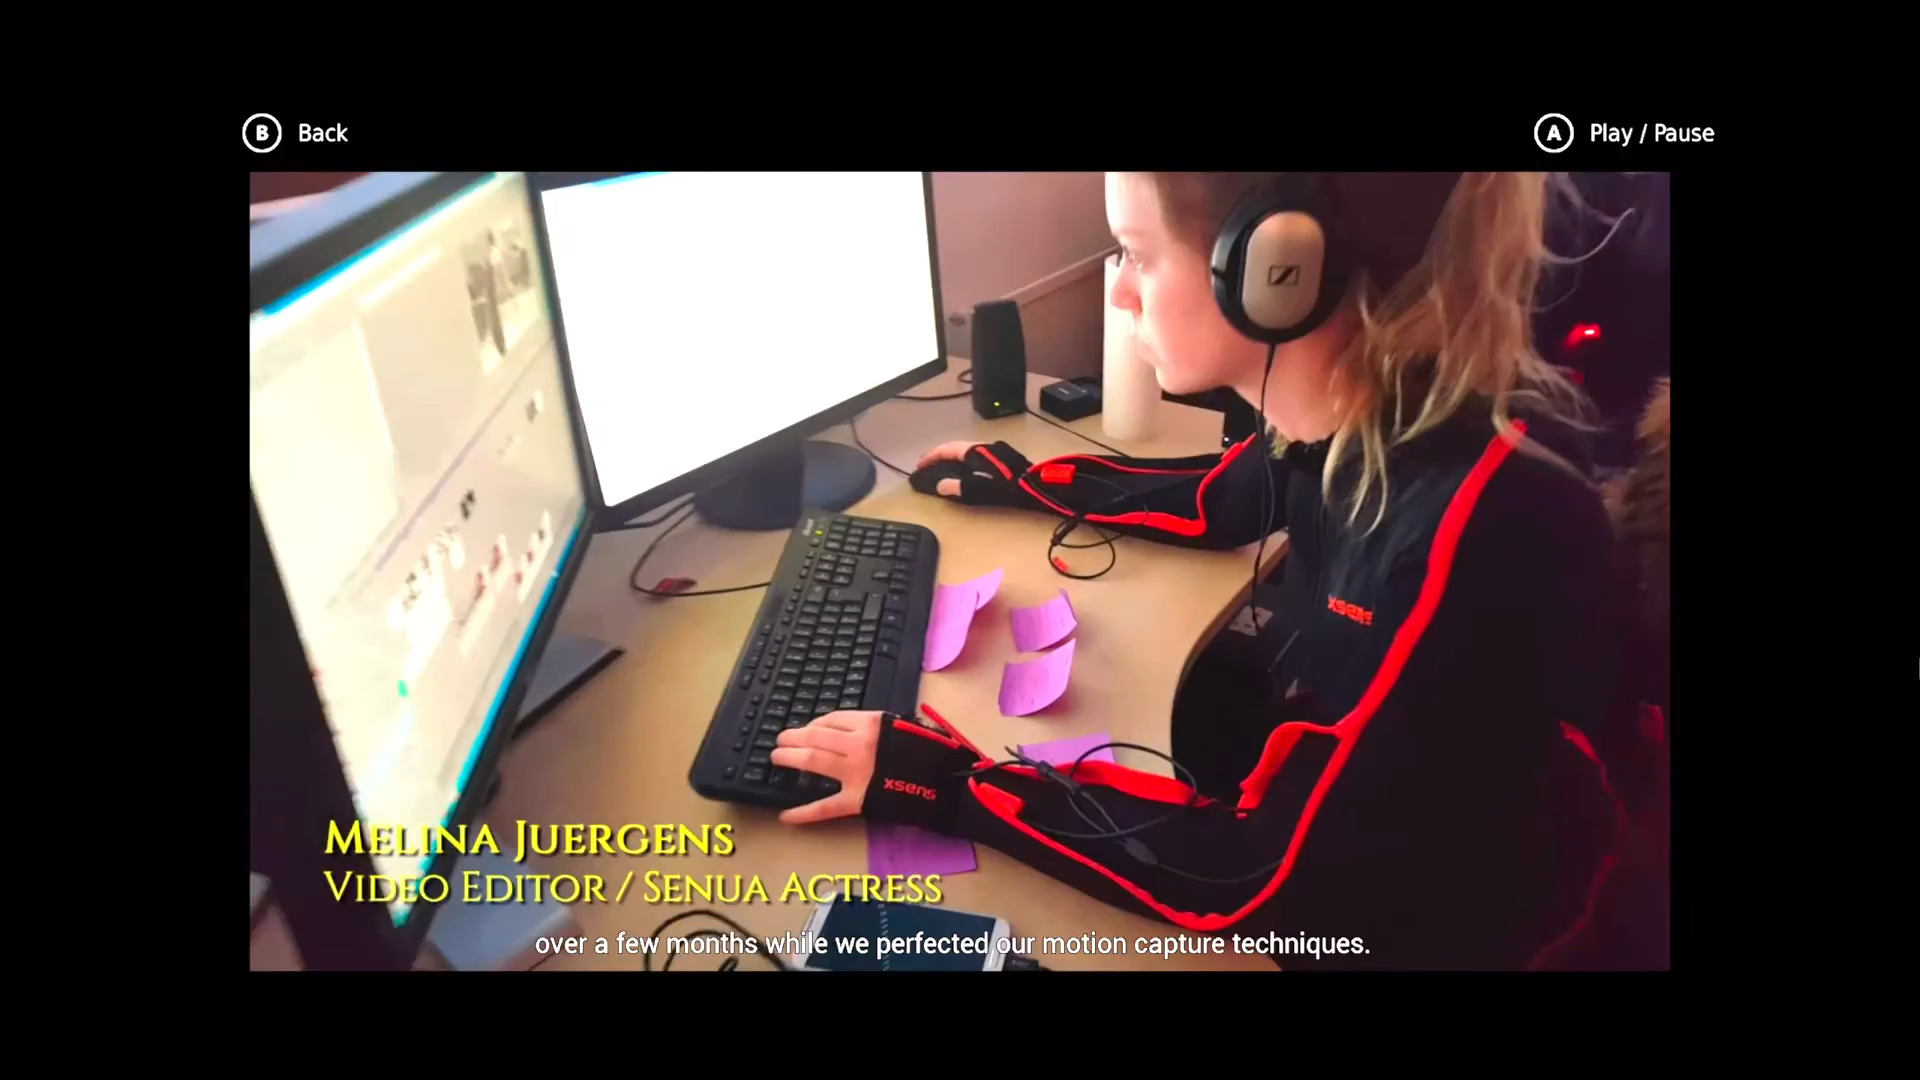 B Back
A Play / Pause
xsens
xsens
Melina Juergens
Video Editor / Senua Actress
over a few months while we perfected our motion capture techniques.